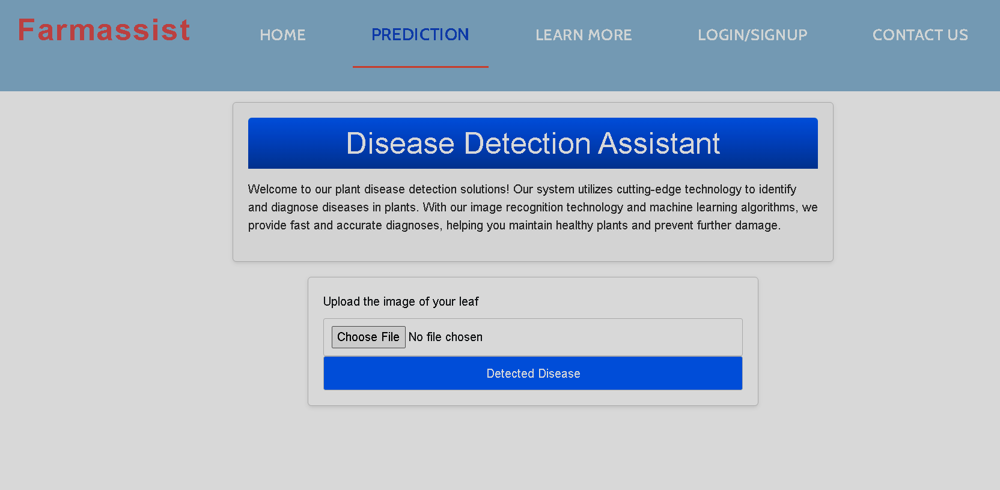 Farmassist
HOME PREDICTION LEARN MORE LOGIN/SIGNUP CONTACT US
Disease Detection Assistant
Welcome to our plant disease detection solutions! Our system utilizes cutting-edge technology to identify
and diagnose diseases in plants. With our image recognition technology and machine learning algorithms, we
provide fast and accurate diagnoses, helping you maintain healthy plants and prevent further damage.
Upload the image of your leaf
Choose File No file chosen
Detected Disease